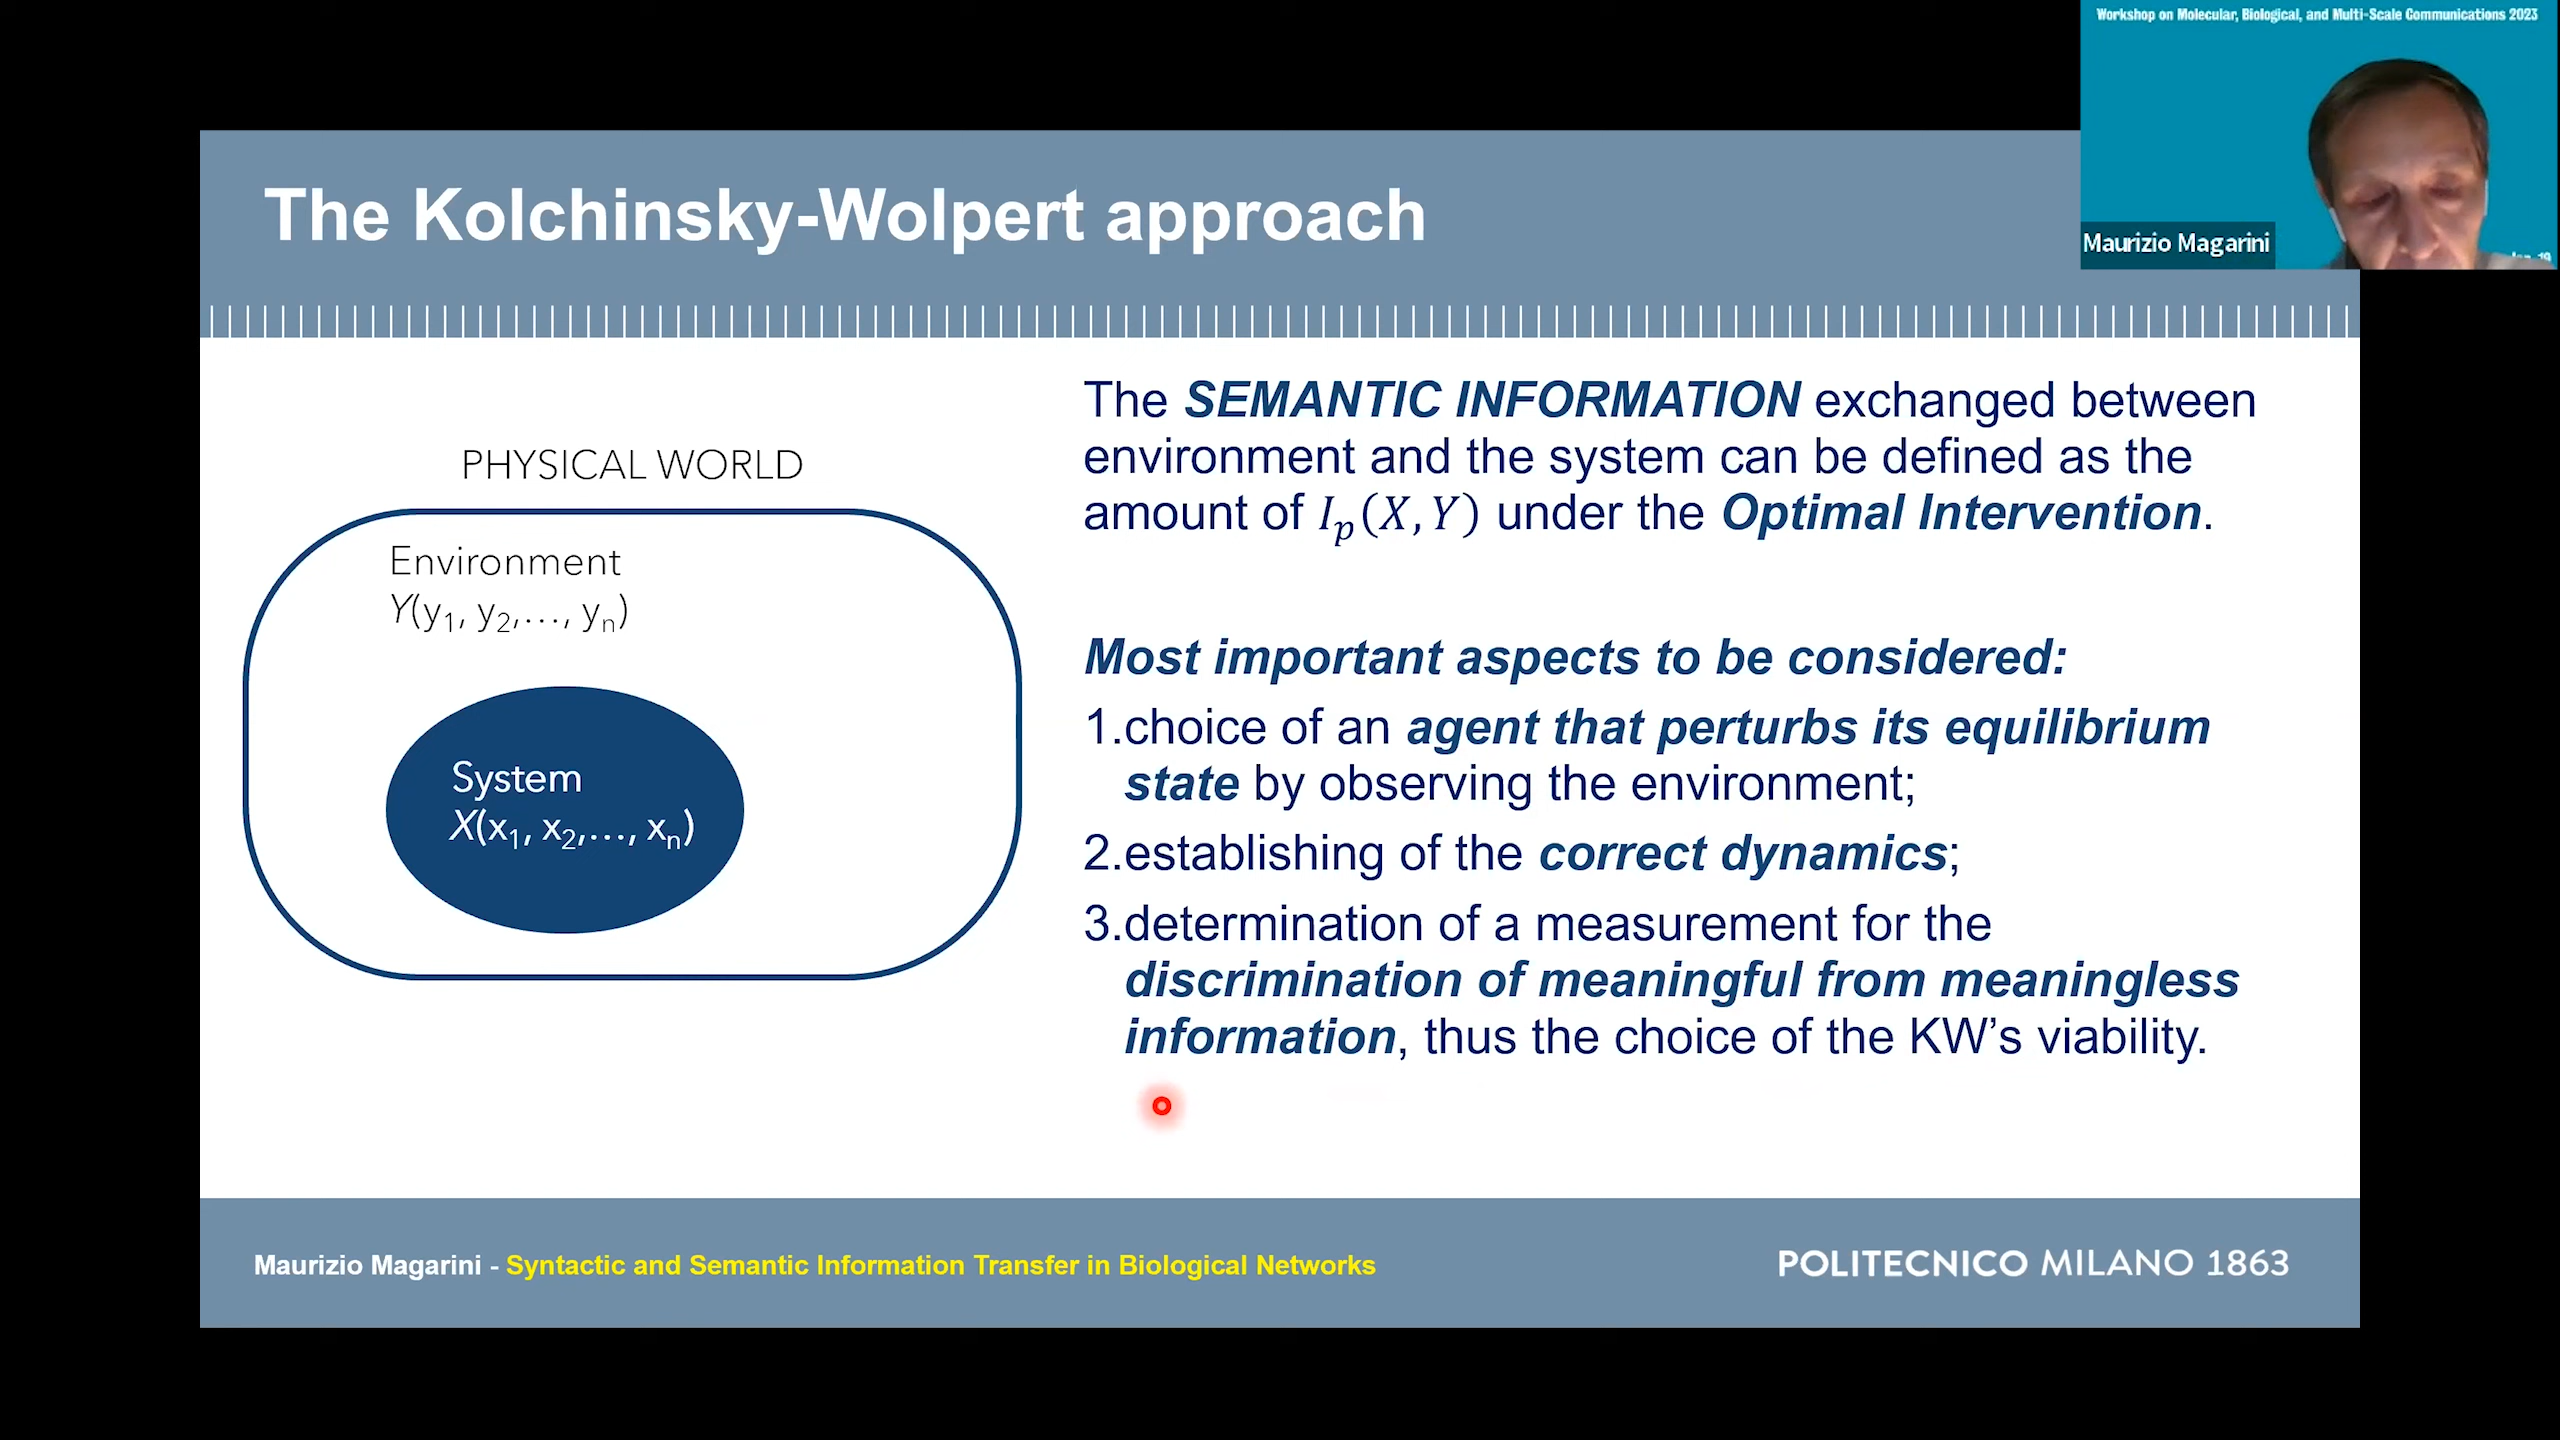 Workshop on Molecular, Biological, and Multi-Scale Communications 2023
Maurizio Magarini
The Kolchinsky-Wolpert approach
PHYSICAL WORLD
Environment
Y(y₁, y₂,…, yₙ)
System
X(x₁, x₂,…, xₙ)
The SEMANTIC INFORMATION exchanged between
environment and the system can be defined as the
amount of Iₚ(X,Y) under the Optimal Intervention.
Most important aspects to be considered:
1.choice of an agent that perturbs its equilibrium
state by observing the environment;
2.establishing of the correct dynamics;
3.determination of a measurement for the
discrimination of meaningful from meaningless
information, thus the choice of the KW’s viability.
Maurizio Magarini - Syntactic and Semantic Information Transfer in Biological Networks
POLITECNICO MILANO 1863